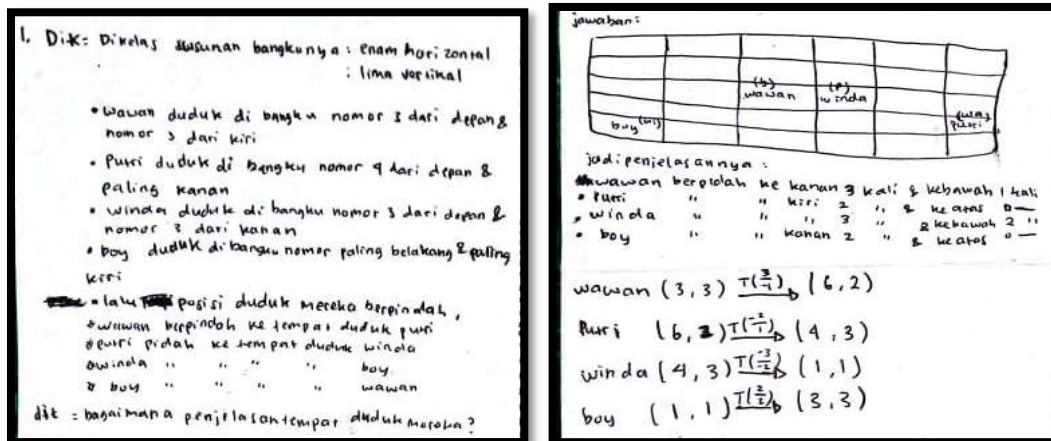 1. Dik = Dikelas susunan bangkunya : enam horizontal
: lima vertikal
• wawan duduk di bangku nomor 3 dari depan &
nomor 3 dari kiri
• Putri duduk di bangku nomor 4 dari depan &
paling kanan
• winda duduk di bangku nomor 3 dari depan &
nomor 3 dari kanan
• boy duduk di bangku nomor paling belakang & paling
kiri
• lalu posisi duduk mereka berpindah,
* wawan berpindah ke tempat duduk putri
* putri pidah ke tempat duduk winda
* winda " " " " boy
* boy " " " " wawan
dit = bagaimana penjelasan tempat duduk mereka?
jawaban :
(b) wawan
(P) winda
boy (wi)
(wa) Putri
jadi penjelasannya :
wawan berpidah ke kanan 3 kali & kebawah 1 kali
• Putri " " kiri 2 " & ke atas
• winda " " " 3 " & kebawah 2 "
• boy " " kanan 2 " & ke atas
wawan (3,3) T(3 -1) (6,2)
Putri (6,2) T(-2 1) (4,3)
winda (4,3) T(-3 -2) (1,1)
boy (1,1) T(2 2) (3,3)